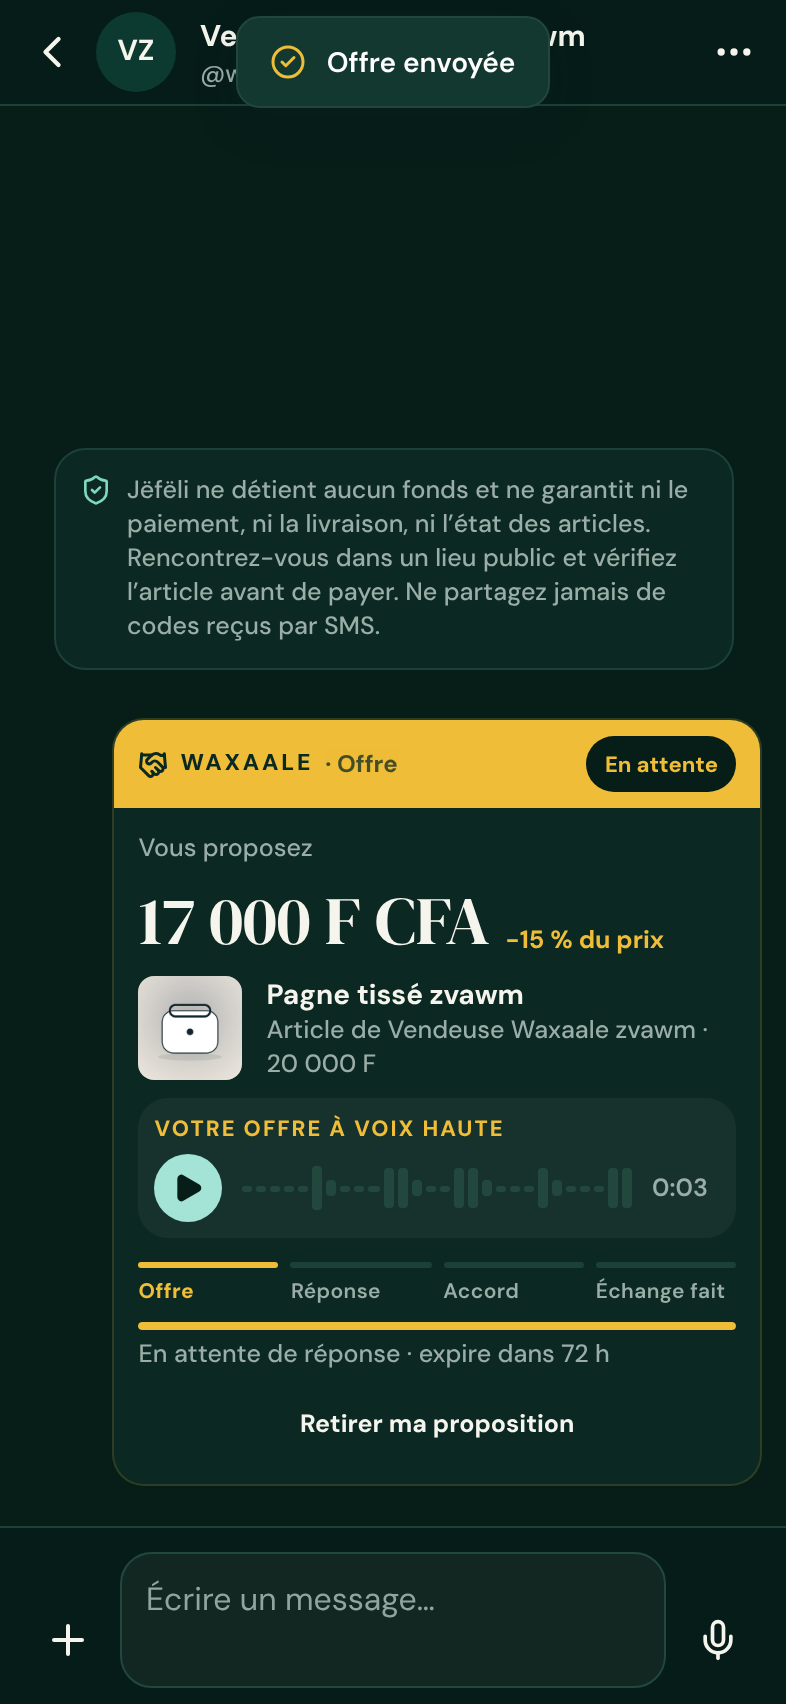 VZ
Offre envoyée
Jëfëli ne détient aucun fonds et ne garantit ni le
paiement, ni la livraison, ni l’état des articles.
Rencontrez-vous dans un lieu public et vérifiez
l’article avant de payer. Ne partagez jamais de
codes reçus par SMS.
WAXAALE · Offre
En attente
Vous proposez
17 000 F CFA -15 % du prix
Pagne tissé zvawm
Article de Vendeuse Waxaale zvawm ·
20 000 F
VOTRE OFFRE À VOIX HAUTE
0:03
Offre Réponse Accord Échange fait
En attente de réponse · expire dans 72 h
Retirer ma proposition
Écrire un message...